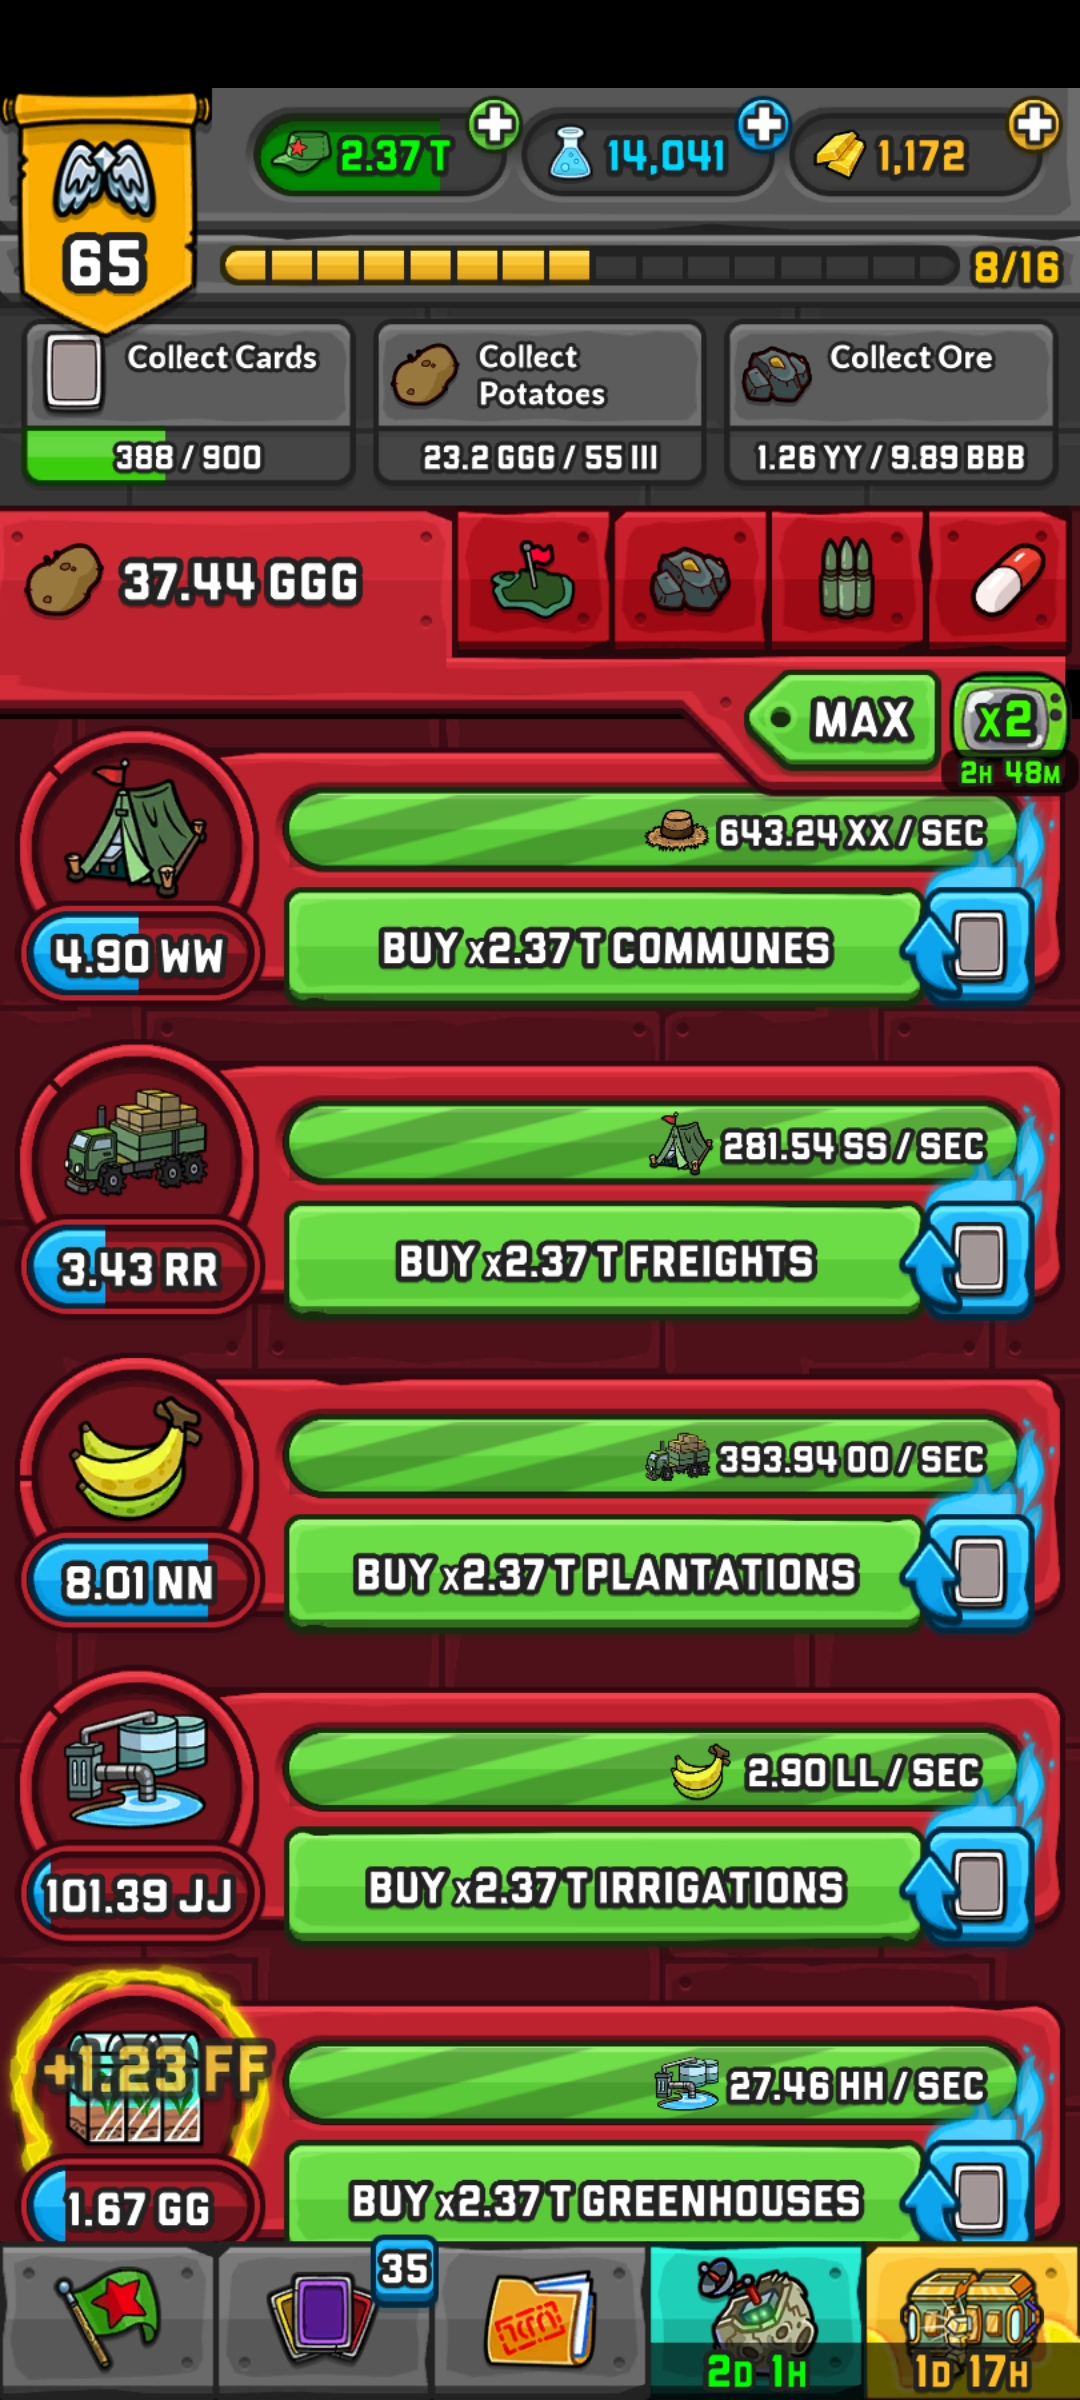 2.37 T
14,041
1,172
65
8/16
Collect Cards
388 / 900
Collect
Potatoes
23.2 GGG / 55 III
Collect Ore
1.26 YY / 9.89 BBB
37.44 GGG
MAX
x2
2H 48M
643.24 XX / SEC
4.90 WW
BUY x2.37 T COMMUNES
281.54 SS / SEC
3.43 RR
BUY x2.37 T FREIGHTS
393.94 OO / SEC
8.01 NN
BUY x2.37 T PLANTATIONS
2.90 LL / SEC
101.39 JJ
BUY x2.37 T IRRIGATIONS
+1.23 FF
27.46 HH / SEC
1.67 GG
BUY x2.37 T GREENHOUSES
35
2D 1H
1D 17H